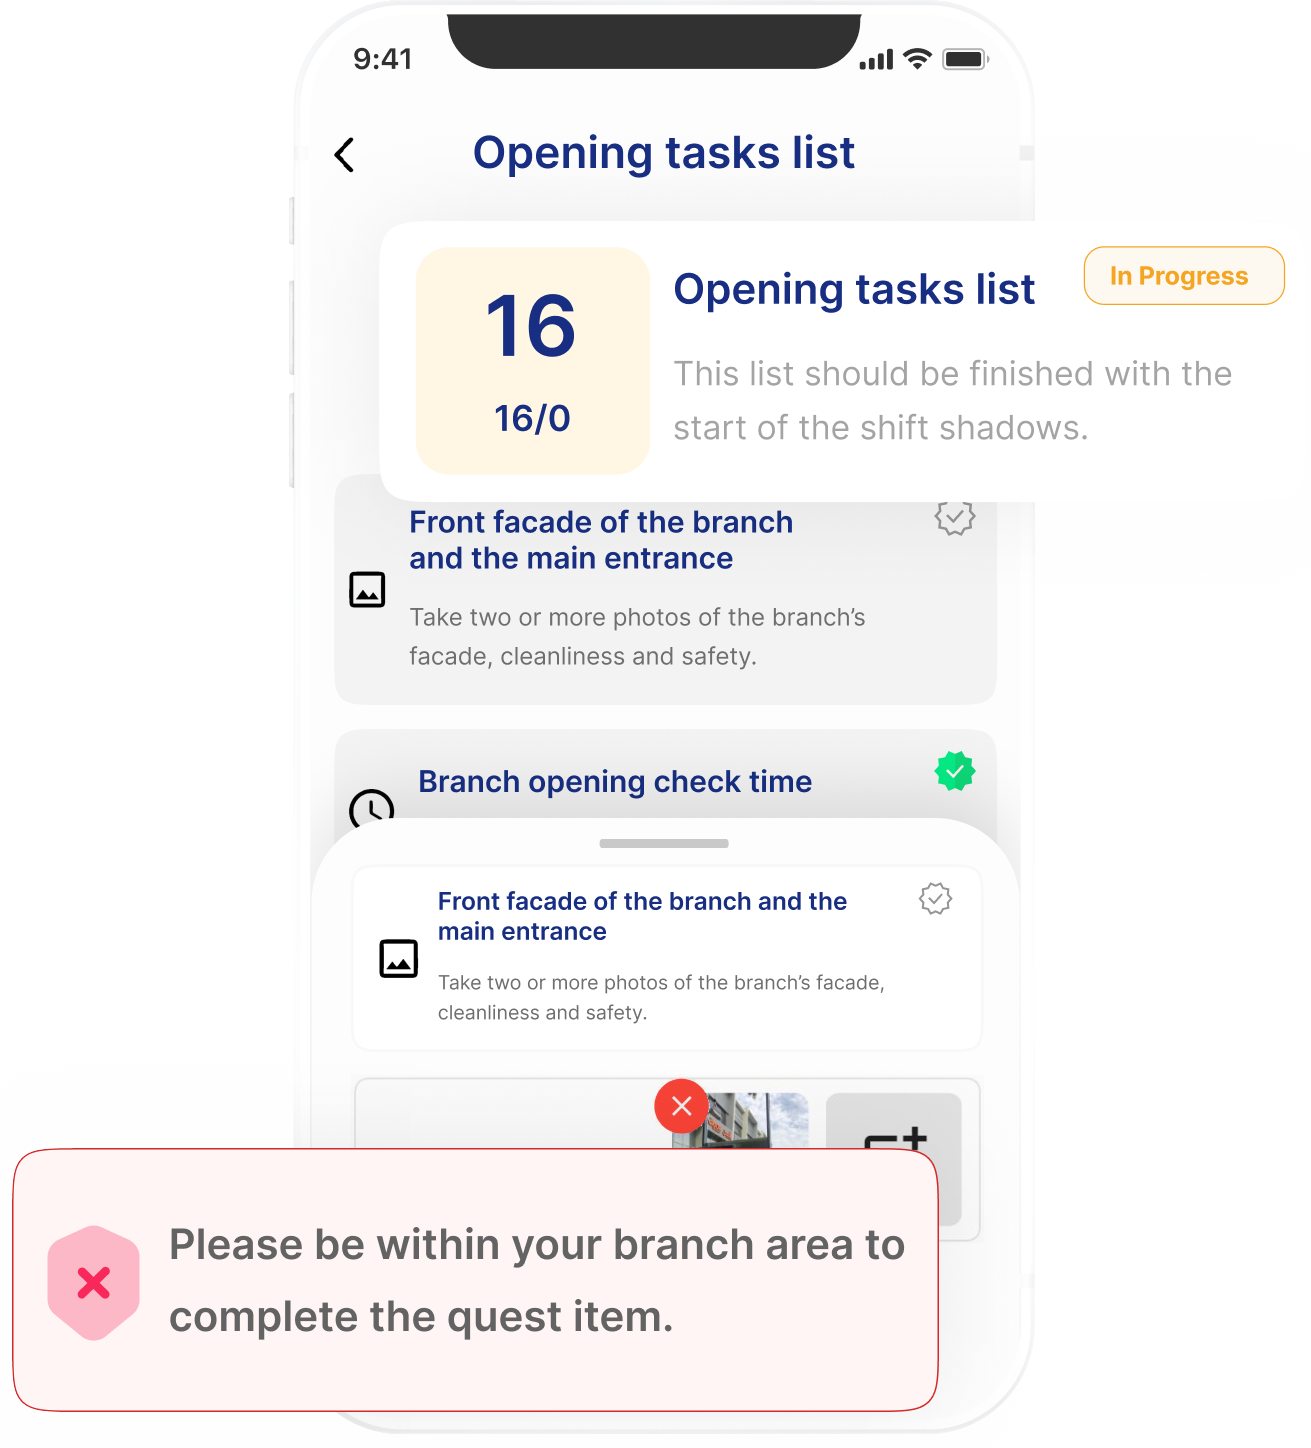 9:41
Opening tasks list
16
16/0
Opening tasks list
In Progress
This list should be finished with the
start of the shift shadows.
Front facade of the branch
and the main entrance
Take two or more photos of the branch’s
facade, cleanliness and safety.
Branch opening check time
Front facade of the branch and the
main entrance
Take two or more photos of the branch’s facade,
cleanliness and safety.
Please be within your branch area to
complete the quest item.